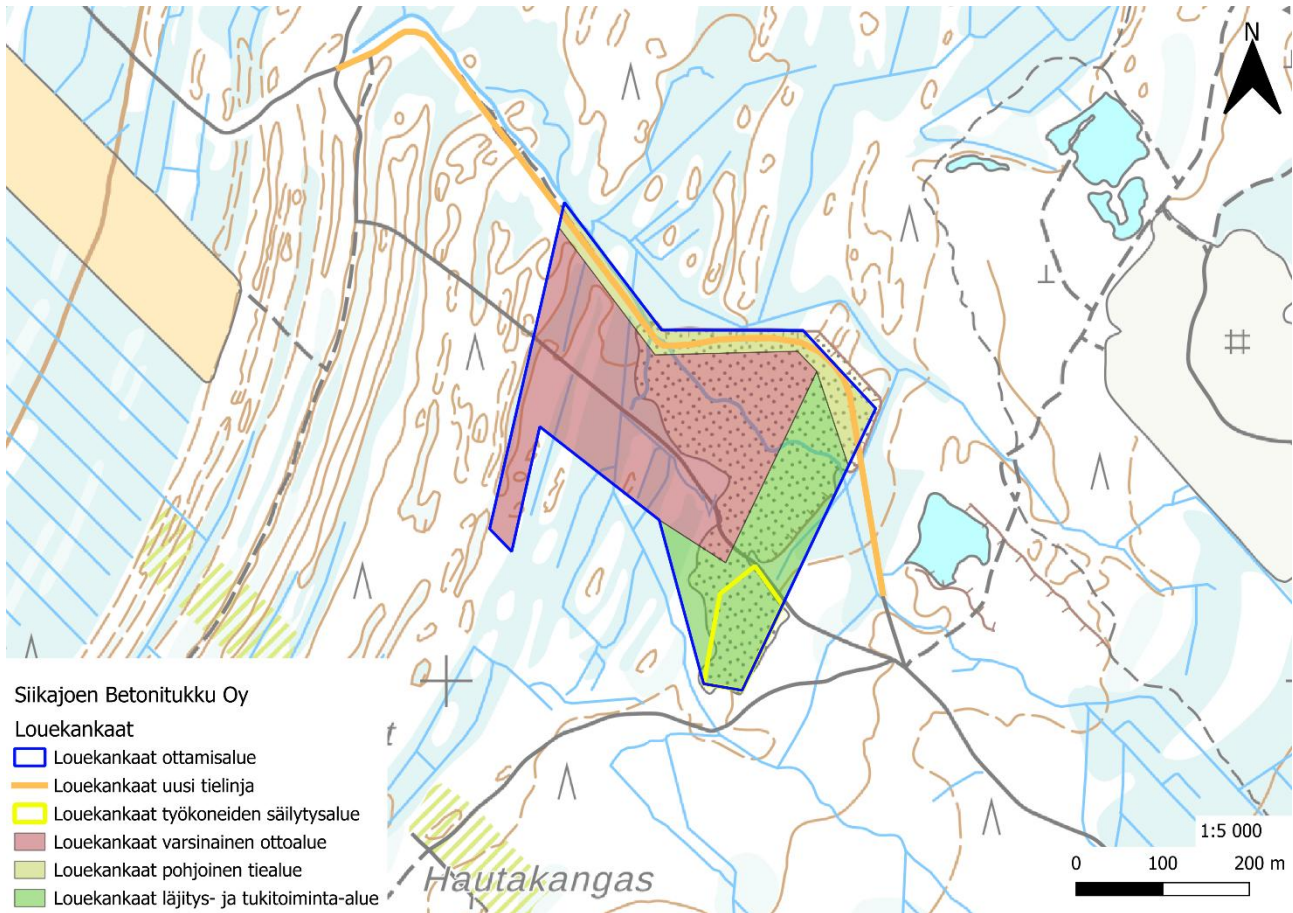 N
t
Siikajoen Betonitukku Oy
Louekankaat
Louekankaat ottamisalue
Louekankaat uusi tielinja
Louekankaat työkoneiden säilytysalue
Louekankaat varsinainen ottoalue
Louekankaat pohjoinen tiealue
Louekankaat läjitys- ja tukitoiminta-alue
Hautakangas
1:5 000
0 100 200 m